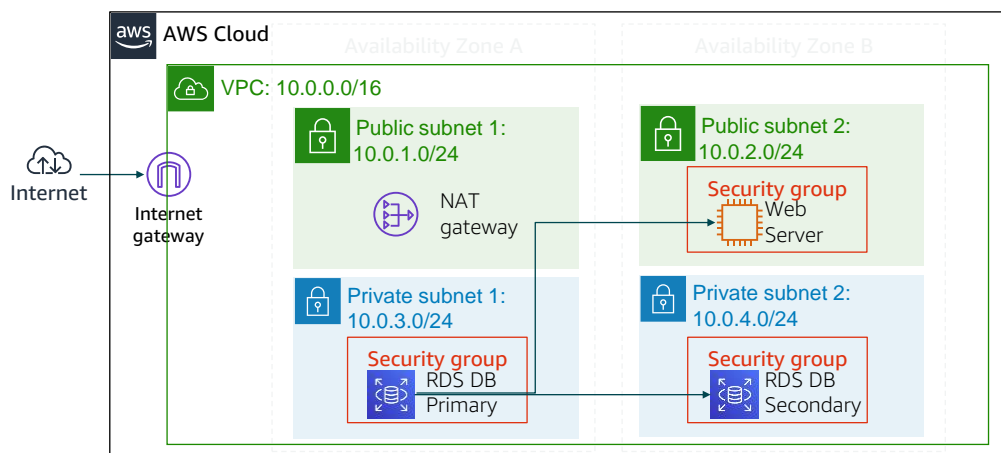 aws
AWS Cloud
Availability Zone A
Availability Zone B
VPC: 10.0.0.0/16
Public subnet 1:
10.0.1.0/24
Public subnet 2:
10.0.2.0/24
Internet
Internet
gateway
NAT
gateway
Security group
Web
Server
Private subnet 1:
10.0.3.0/24
Private subnet 2:
10.0.4.0/24
Security group
RDS DB
Primary
Security group
RDS DB
Secondary